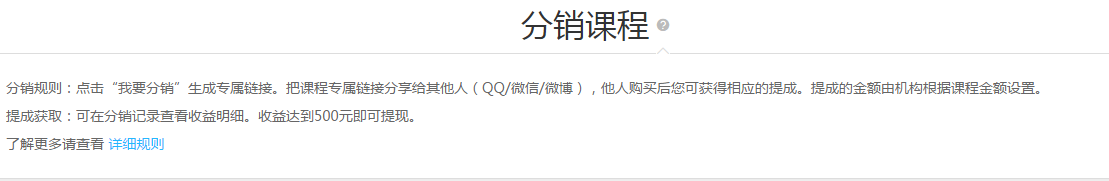 分销课程 ?
分销规则：点击“我要分销”生成专属链接。把课程专属链接分享给其他人（QQ/微信/微博），他人购买后您可获得相应的提成。提成的金额由机构根据课程金额设置。
提成获取：可在分销记录查看收益明细。收益达到500元即可提现。
了解更多请查看 详细规则